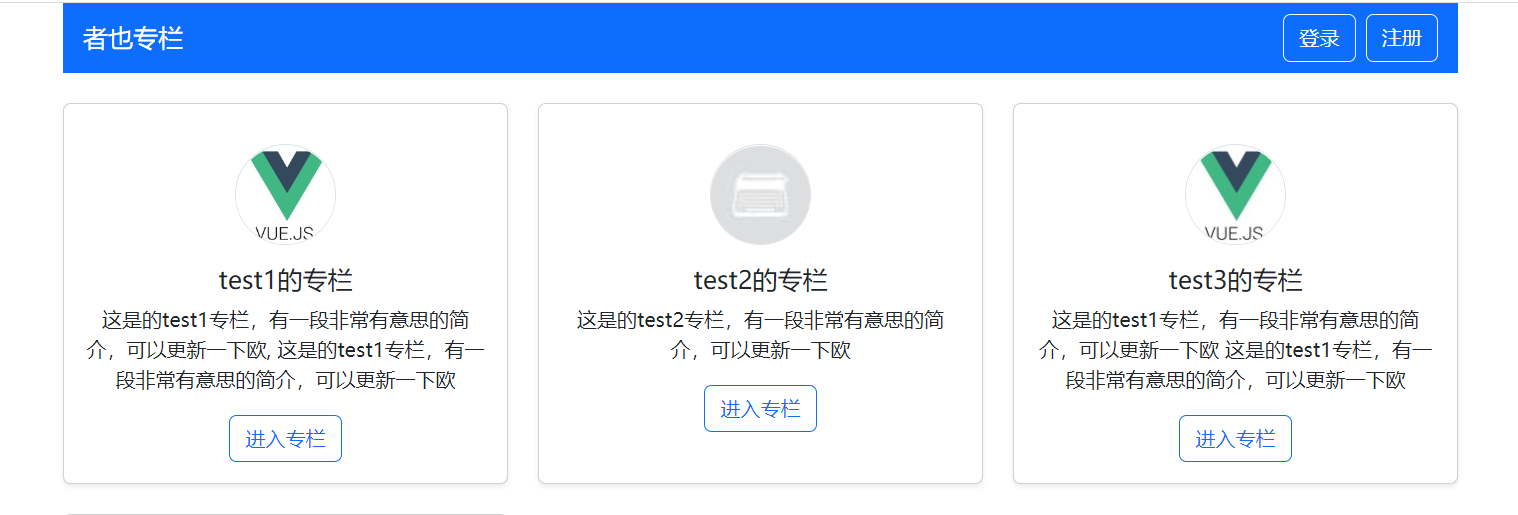 者也专栏
登录 注册
VUE.JS
test1的专栏
这是的test1专栏，有一段非常有意思的简
介，可以更新一下欧, 这是的test1专栏，有一
段非常有意思的简介，可以更新一下欧
进入专栏
test2的专栏
这是的test2专栏，有一段非常有意思的简
介，可以更新一下欧
进入专栏
VUE.JS
test3的专栏
这是的test1专栏，有一段非常有意思的简
介，可以更新一下欧 这是的test1专栏，有一
段非常有意思的简介，可以更新一下欧
进入专栏